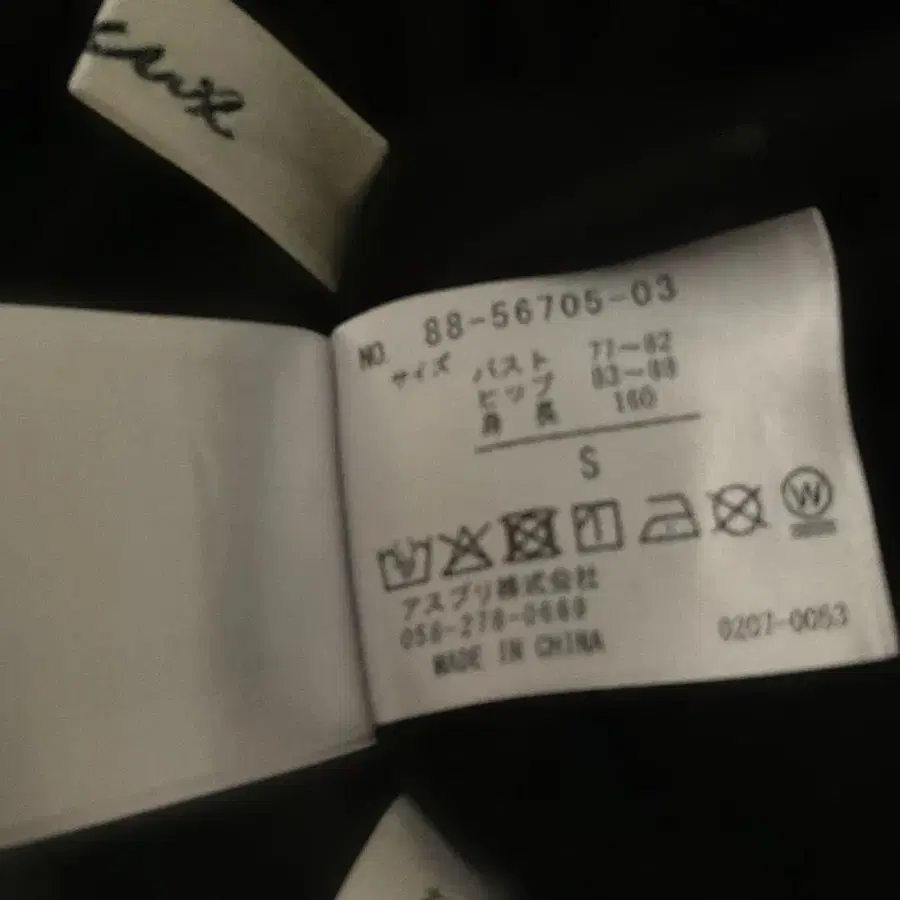 NO. 88-56705-03
サイズ バスト 77~82
ヒップ
身 長 160
S
W
アスプリ株式会社
MADE IN CHINA
0207-0053